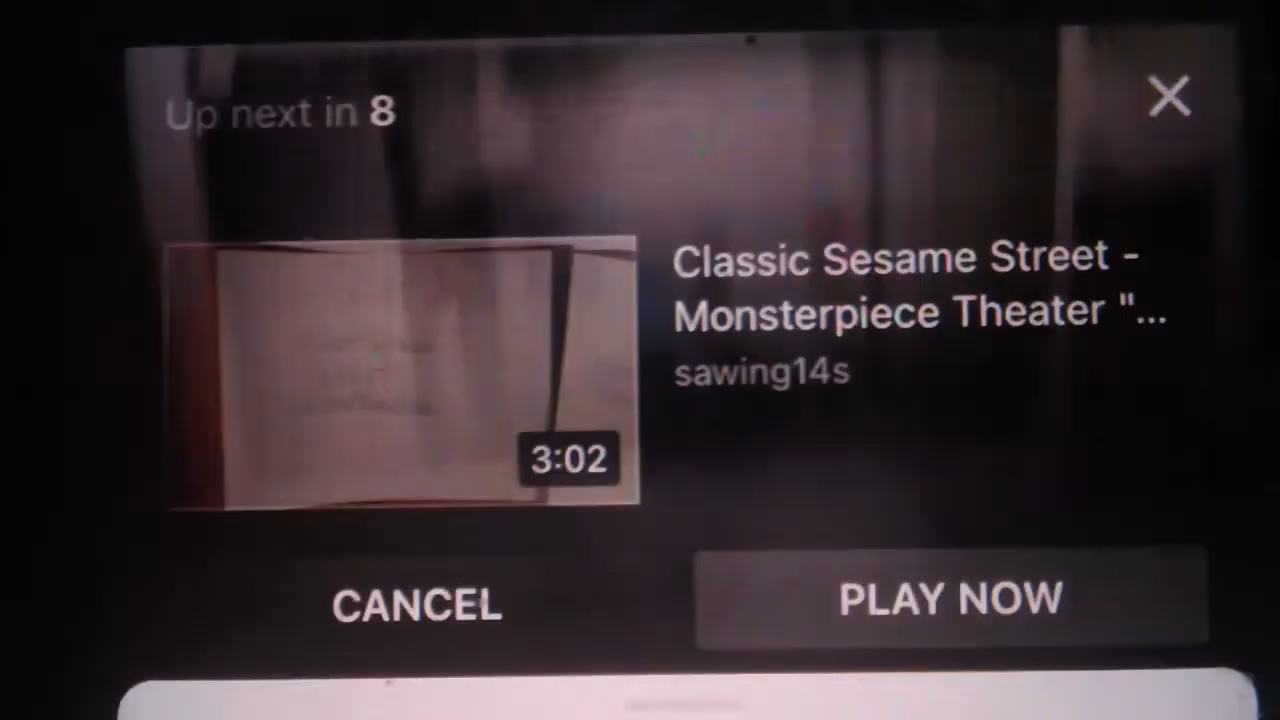 Up next in 8
Classic Sesame Street -
Monsterpiece Theater "...
sawing14s
3:02
CANCEL
PLAY NOW